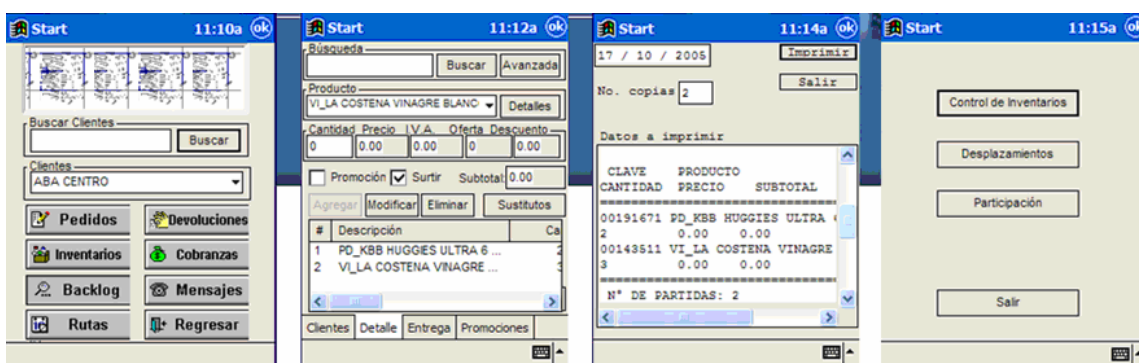 Start 11:10a ok
Buscar Clientes
Buscar
Clientes
ABA CENTRO
Pedidos Devoluciones
Inventarios Cobranzas
Backlog Mensajes
Rutas Regresar
Start 11:12a ok
Búsqueda
Buscar Avanzada
Producto
VI_LA COSTENA VINAGRE BLANC Detalles
Cantidad Precio I.V.A. Oferta Descuento
0 0.00 0.00 0 0.00
Promoción Surtir Subtotal: 0.00
Agregar Modificar Eliminar Sustitutos
# Descripción Ca
1 PD_KBB HUGGIES ULTRA 6 ... 2
2 VI_LA COSTENA VINAGRE ... 3
Clientes Detalle Entrega Promociones
Start 11:14a ok
17 / 10 / 2005 Imprimir
Salir
No. copias 2
Datos a imprimir
CLAVE PRODUCTO
CANTIDAD PRECIO SUBTOTAL
00191671 PD_KBB HUGGIES ULTRA
2 0.00 0.00
00143511 VI_LA COSTENA VINAGRE
3 0.00 0.00
N° DE PARTIDAS: 2
Start 11:15a ok
Control de Inventarios
Desplazamientos
Participación
Salir